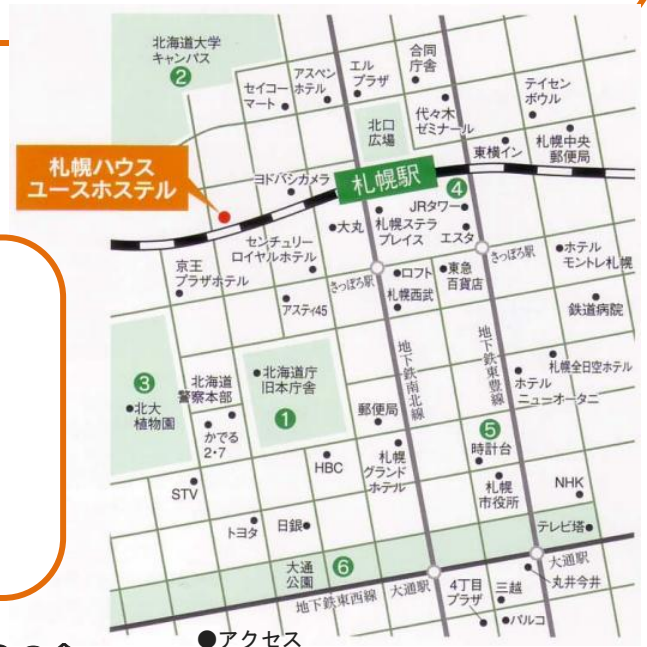 北海道大学
キャンパス
②
セイコー
マート
アスペン
ホテル
エル
プラザ
合同
庁舎
代々木
ゼミナール
テイセン
ボウル
北口
広場
東横イン
札幌中央
郵便局
札幌ハウス
ユースホステル
ヨドバシカメラ
札幌駅
④
JRタワー
大丸
札幌ステラ
プレイス
エスタ
センチュリー
ロイヤルホテル
京王
プラザホテル
さっぽろ駅
さっぽろ駅
ホテル
モントレ札幌
ロフト
東急
百貨店
札幌西武
アスティ45
鉄道病院
地下鉄南北線
地下鉄東豊線
③
北大
植物園
北海道
警察本部
北海道庁
旧本庁舎
①
札幌全日空ホテル
ホテル
ニューオータニ
かでる
2・7
郵便局
⑤
時計台
HBC
札幌
グランド
ホテル
札幌
市役所
NHK
STV
トヨタ
日銀
テレビ塔
大通
公園
⑥
地下鉄東西線
大通駅
大通駅
4丁目
プラザ
三越
丸井今井
パルコ
●アクセス